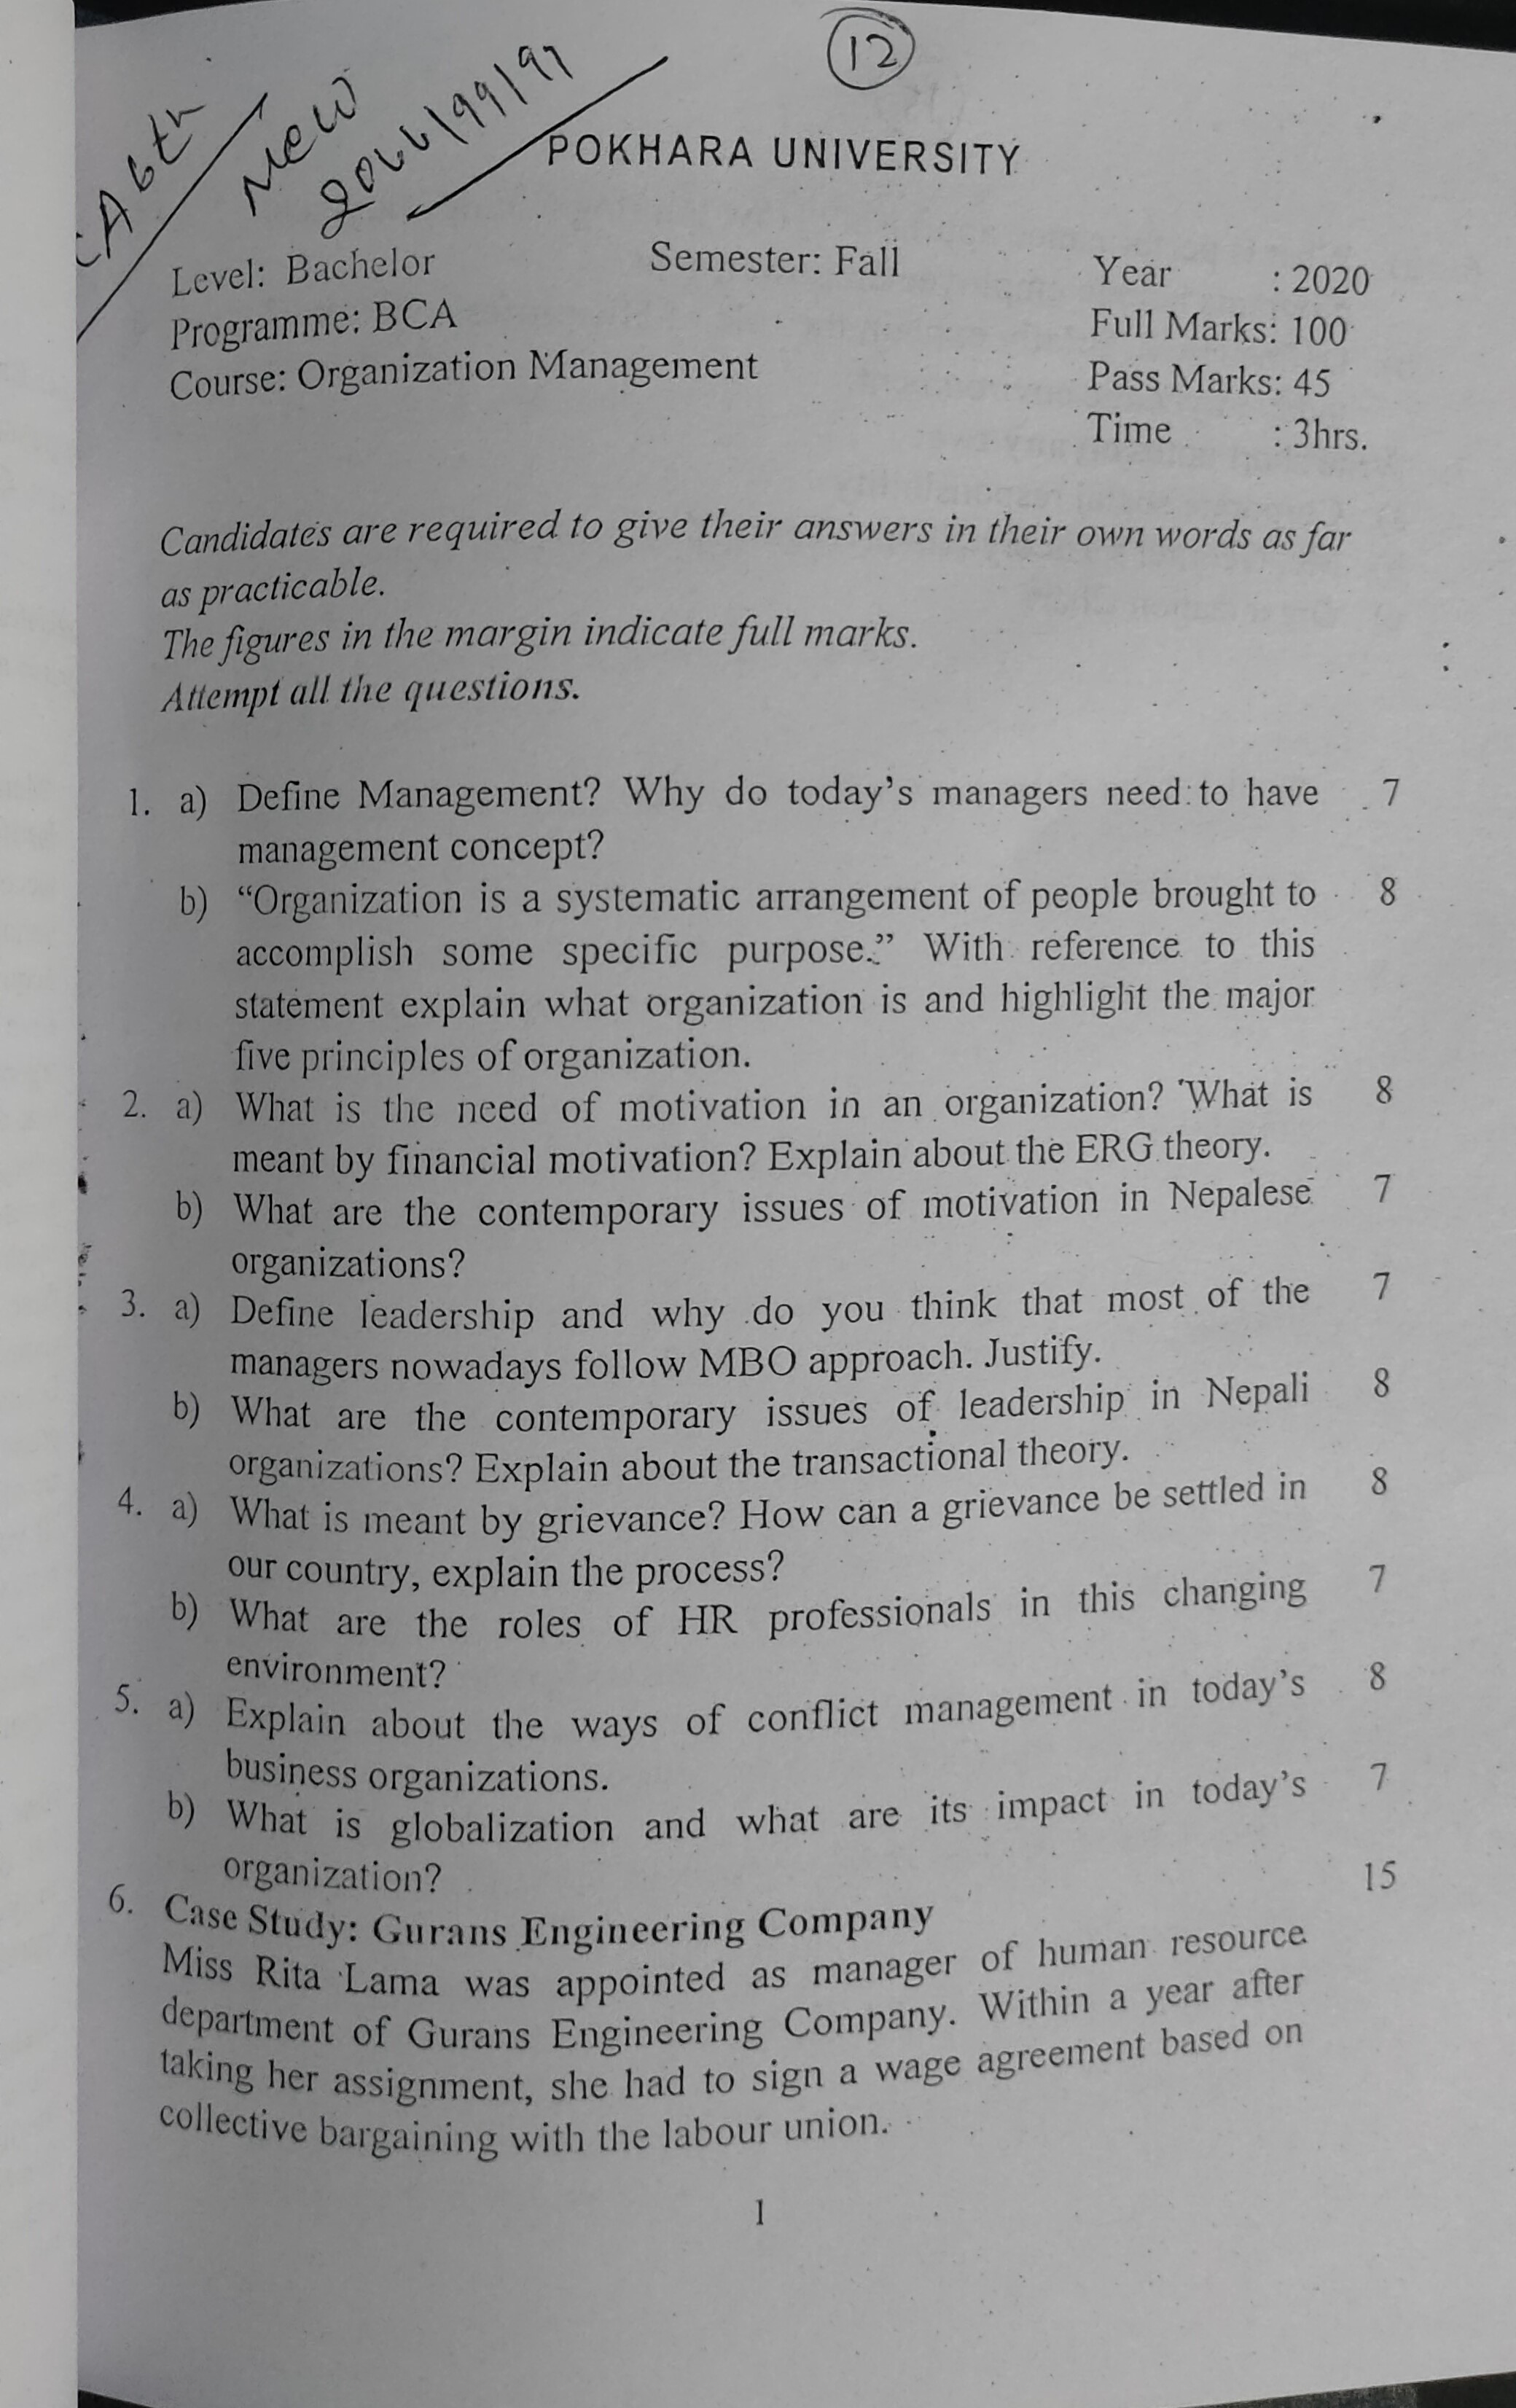 12
6th
New
POKHARA UNIVERSITY
Level: Bachelor Semester: Fall Year : 2020
Programme: BCA Full Marks: 100
Course: Organization Management Pass Marks: 45
Time : 3hrs.
Candidates are required to give their answers in their own words as far
as practicable.
The figures in the margin indicate full marks.
Attempt all the questions.
1. a) Define Management? Why do today's managers need to have 7
management concept?
b) “Organization is a systematic arrangement of people brought to 8
accomplish some specific purpose.” With reference to this
statement explain what organization is and highlight the major
five principles of organization.
2. a) What is the need of motivation in an organization? What is 8
meant by financial motivation? Explain about the ERG theory.
b) What are the contemporary issues of motivation in Nepalese 7
organizations?
3. a) Define leadership and why do you think that most of the 7
managers nowadays follow MBO approach. Justify.
b) What are the contemporary issues of leadership in Nepali 8
organizations? Explain about the transactional theory.
4. a) What is meant by grievance? How can a grievance be settled in 8
our country, explain the process?
b) What are the roles of HR professionals in this changing 7
environment?
5. a) Explain about the ways of conflict management in today's 8
business organizations.
b) What is globalization and what are its impact in today's 7
organization?
6. Case Study: Gurans Engineering Company 15
Miss Rita Lama was appointed as manager of human resource
department of Gurans Engineering Company. Within a year after
taking her assignment, she had to sign a wage agreement based on
collective bargaining with the labour union.
1